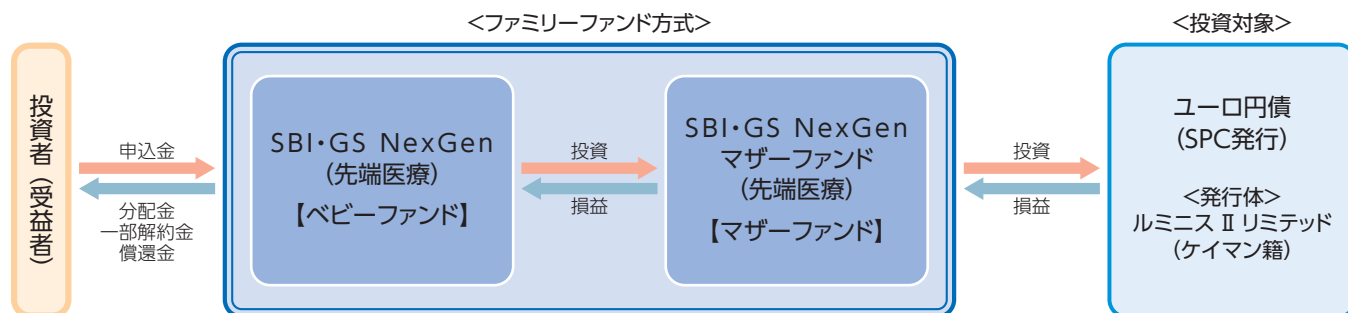 ＜ファミリーファンド方式＞
＜投資対象＞
投資者（受益者）
申込金
分配金
一部解約金
償還金
SBI・GS NexGen
(先端医療)
【ベビーファンド】
投資
損益
SBI・GS NexGen
マザーファンド
(先端医療)
【マザーファンド】
投資
損益
ユーロ円債
(SPC発行)
＜発行体＞
ルミニス Ⅱ リミテッド
(ケイマン籍)